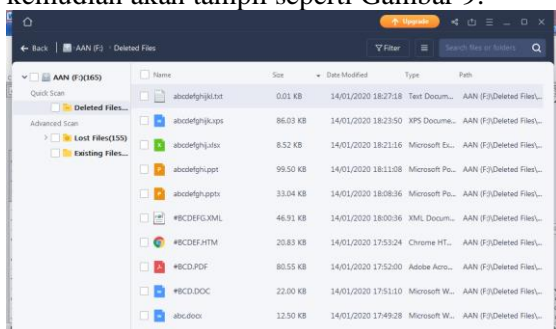 kemudian akan tampil seperti Gambar 9.
Upgrade
Back AAN (F:) Deleted Files Filter Search files or folders
AAN (F:)(165)
Quick Scan
Deleted Files...
Advanced Scan
Lost Files(155)
Existing Files...
Name Size Date Modified Type Path
abcdefghijkl.txt 0.01 KB 14/01/2020 18:27:18 Text Docum... AAN (F:)\Deleted Files\...
abcdefghijk.xps 86.03 KB 14/01/2020 18:23:50 XPS Docume... AAN (F:)\Deleted Files\...
abcdefghij.xlsx 8.52 KB 14/01/2020 18:21:16 Microsoft Ex... AAN (F:)\Deleted Files\...
abcdefghi.ppt 99.50 KB 14/01/2020 18:11:08 Microsoft Po... AAN (F:)\Deleted Files\...
abcdefgh.pptx 33.04 KB 14/01/2020 18:08:36 Microsoft Po... AAN (F:)\Deleted Files\...
#BCDEFG.XML 46.91 KB 14/01/2020 18:00:36 XML Docum... AAN (F:)\Deleted Files\...
#BCDEF.HTM 20.83 KB 14/01/2020 17:53:24 Chrome HT... AAN (F:)\Deleted Files\...
#BCD.PDF 80.55 KB 14/01/2020 17:52:00 Adobe Acro... AAN (F:)\Deleted Files\...
#BCD.DOC 22.00 KB 14/01/2020 17:51:10 Microsoft W... AAN (F:)\Deleted Files\...
abc.docx 12.50 KB 14/01/2020 17:49:28 Microsoft W... AAN (F:)\Deleted Files\...